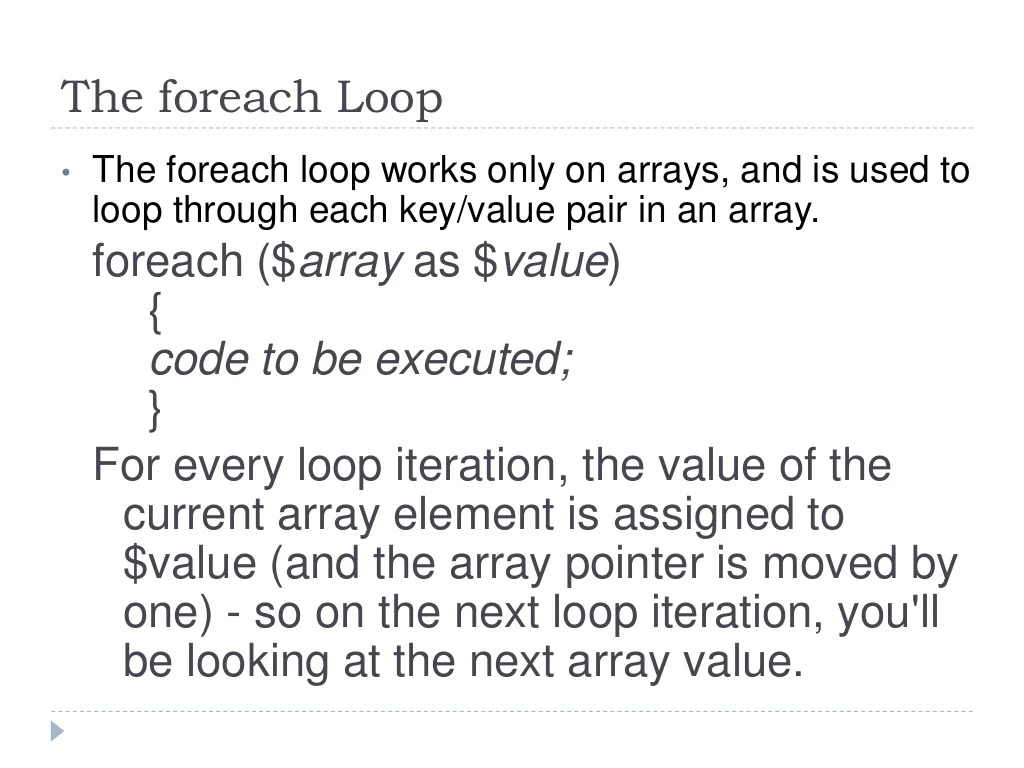 The foreach Loop
• The foreach loop works only on arrays, and is used to
loop through each key/value pair in an array.
foreach ($array as $value)
{
code to be executed;
}
For every loop iteration, the value of the
current array element is assigned to
$value (and the array pointer is moved by
one) - so on the next loop iteration, you'll
be looking at the next array value.